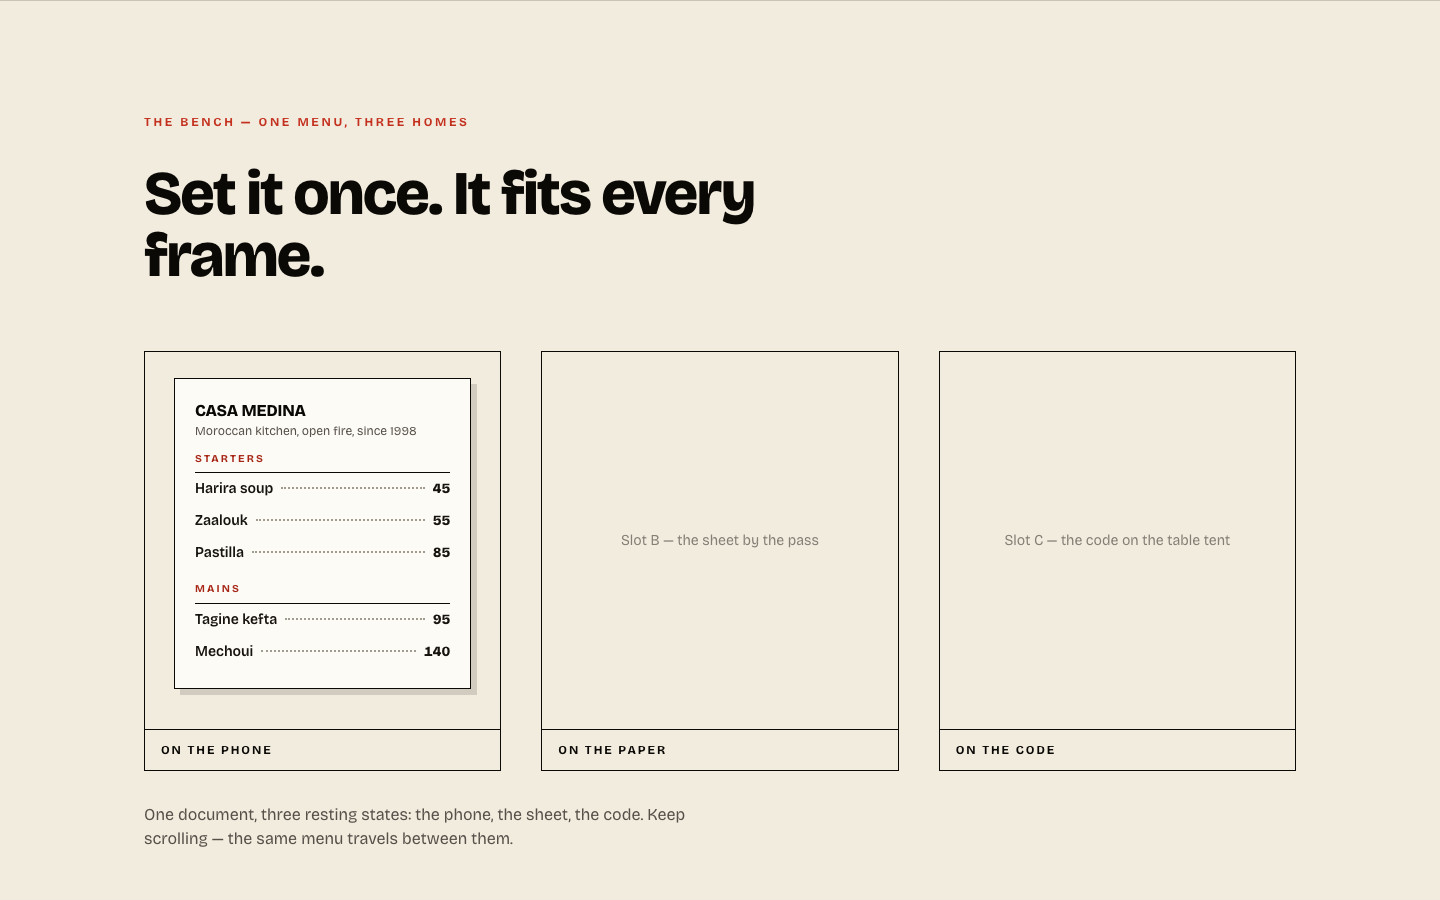 THE BENCH — ONE MENU, THREE HOMES
Set it once. It fits every
frame.
CASA MEDINA
Moroccan kitchen, open fire, since 1998
STARTERS
Harira soup 45
Zaalouk 55
Pastilla 85
MAINS
Tagine kefta 95
Mechoui 140
ON THE PHONE
Slot B — the sheet by the pass
ON THE PAPER
Slot C — the code on the table tent
ON THE CODE
One document, three resting states: the phone, the sheet, the code. Keep
scrolling — the same menu travels between them.